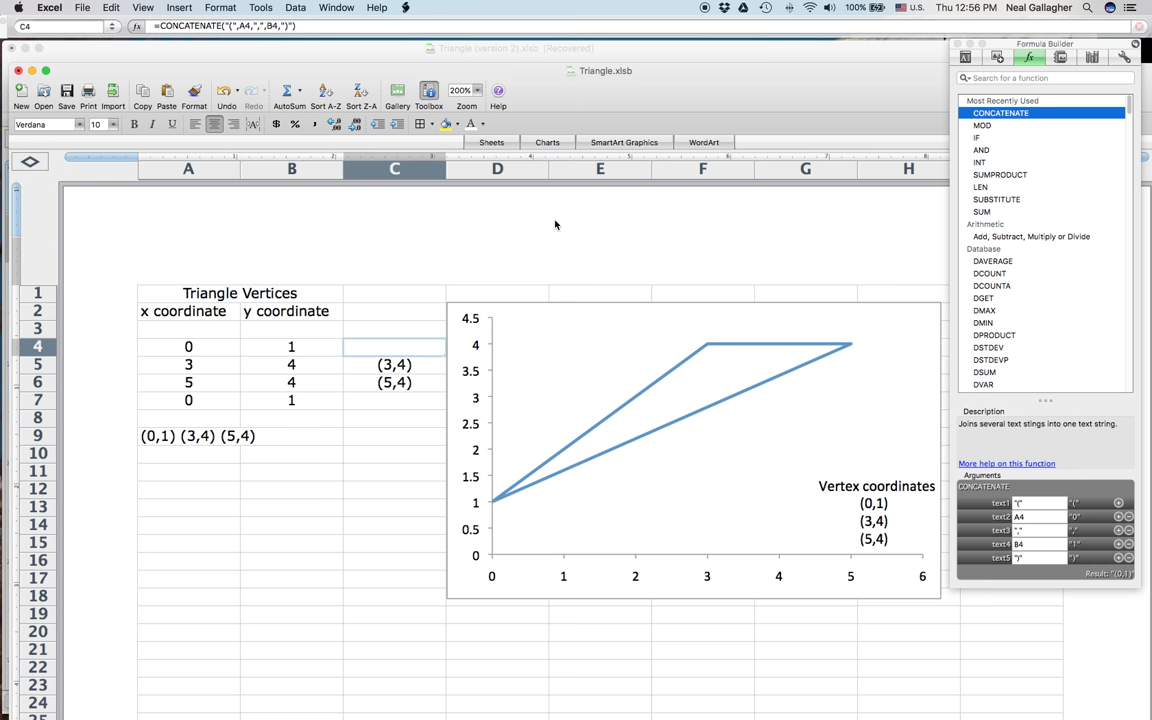 Excel File Edit View Insert Format Tools Data Window Help 100% U.S. Thu 12:56 PM Neal Gallagher
C4 fx =CONCATENATE("(",A4,",",B4,")")
Triangle (version 2).xlsb [Recovered]
Formula Builder
Triangle.xlsb
fx
Search for a function
New Open Save Print Import Copy Paste Format Undo Redo AutoSum Sort A-Z Sort Z-A Gallery Toolbox 200% Zoom Help
Verdana 10 B I U ABC $ % ,
Sheets Charts SmartArt Graphics WordArt
A B C D E F G H
1 Triangle Vertices
2 x coordinate y coordinate
3
4 0 1
5 3 4 (3,4)
6 5 4 (5,4)
7 0 1
8
9 (0,1) (3,4) (5,4)
10
11
12
13
14
15
16
17
18
19
20
21
22
23
24
25
4.5
4
3.5
3
2.5
2
1.5
1
0.5
0
0 1 2 3 4 5 6
Vertex coordinates
(0,1)
(3,4)
(5,4)
Most Recently Used
CONCATENATE
MOD
IF
AND
INT
SUMPRODUCT
LEN
SUBSTITUTE
SUM
Arithmetic
Add, Subtract, Multiply or Divide
Database
DAVERAGE
DCOUNT
DCOUNTA
DGET
DMAX
DMIN
DPRODUCT
DSTDEV
DSTDEVP
DSUM
DVAR
Description
Joins several text stings into one text string.
More help on this function
Arguments
CONCATENATE
text1 "(" "("
text2 A4 "0"
text3 "," ","
text4 B4 "1"
text5 ")" ")"
Result: "(0,1)"